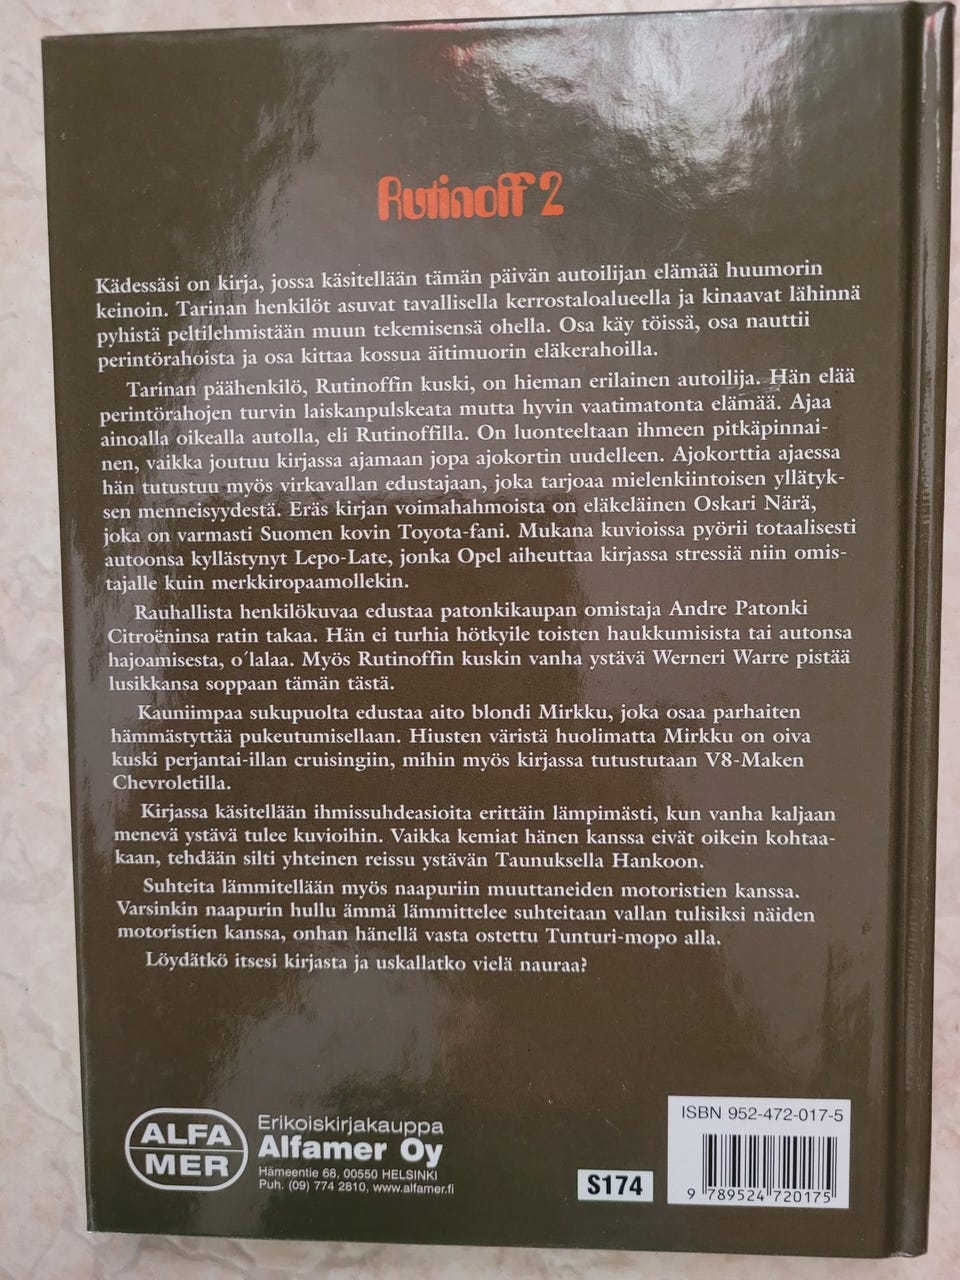 Rutinoff 2
Kädessäsi on kirja, jossa käsitellään tämän päivän autoilijan elämää huumorin
keinoin. Tarinan henkilöt asuvat tavallisella kerrostaloalueella ja kinaavat lähinnä
pyhistä peltilehmistään muun tekemisensä ohella. Osa käy töissä, osa nauttii
perintörahoista ja osa kittaa kossua äitimuorin eläkerahoilla.
Tarinan päähenkilö, Rutinoffin kuski, on hieman erilainen autoilija. Hän elää
perintörahojen turvin laiskanpulskeata mutta hyvin vaatimatonta elämää. Ajaa
ainoalla oikealla autolla, eli Rutinoffilla. On luonteeltaan ihmeen pitkäpinnai-
nen, vaikka joutuu kirjassa ajamaan jopa ajokortin uudelleen. Ajokorttia ajaessa
hän tutustuu myös virkavallan edustajaan, joka tarjoaa mielenkiintoisen yllätyk-
sen menneisyydestä. Eräs kirjan voimahahmoista on eläkeläinen Oskari Närä,
joka on varmasti Suomen kovin Toyota-fani. Mukana kuvioissa pyörii totaalisesti
autoonsa kyllästynyt Lepo-Late, jonka Opel aiheuttaa kirjassa stressiä niin omis-
tajalle kuin merkkiropaamollekin.
Rauhallista henkilökuvaa edustaa patonkikaupan omistaja Andre Patonki
Citroëninsa ratin takaa. Hän ei turhia hötkyile toisten haukkumisista tai autonsa
hajoamisesta, o´lalaa. Myös Rutinoffin kuskin vanha ystävä Werneri Warre pistää
lusikkansa soppaan tämän tästä.
Kauniimpaa sukupuolta edustaa aito blondi Mirkku, joka osaa parhaiten
hämmästyttää pukeutumisellaan. Hiusten väristä huolimatta Mirkku on oiva
kuski perjantai-illan cruisingiin, mihin myös kirjassa tutustutaan V8-Maken
Chevroletilla.
Kirjassa käsitellään ihmissuhdeasioita erittäin lämpimästi, kun vanha kaljaan
menevä ystävä tulee kuvioihin. Vaikka kemiat hänen kanssa eivät oikein kohtaa-
kaan, tehdään silti yhteinen reissu ystävän Taunuksella Hankoon.
Suhteita lämmitellään myös naapuriin muuttaneiden motoristien kanssa.
Varsinkin naapurin hullu ämmä lämmittelee suhteitaan vallan tulisiksi näiden
motoristien kanssa, onhan hänellä vasta ostettu Tunturi-mopo alla.
Löydätkö itsesi kirjasta ja uskallatko vielä nauraa?
ALFA
MER
Erikoiskirjakauppa
Alfamer Oy
Hämeentie 68, 00550 HELSINKI
Puh. (09) 774 2810, www.alfamer.fi
S174
ISBN 952-472-017-5
9 789524 720175